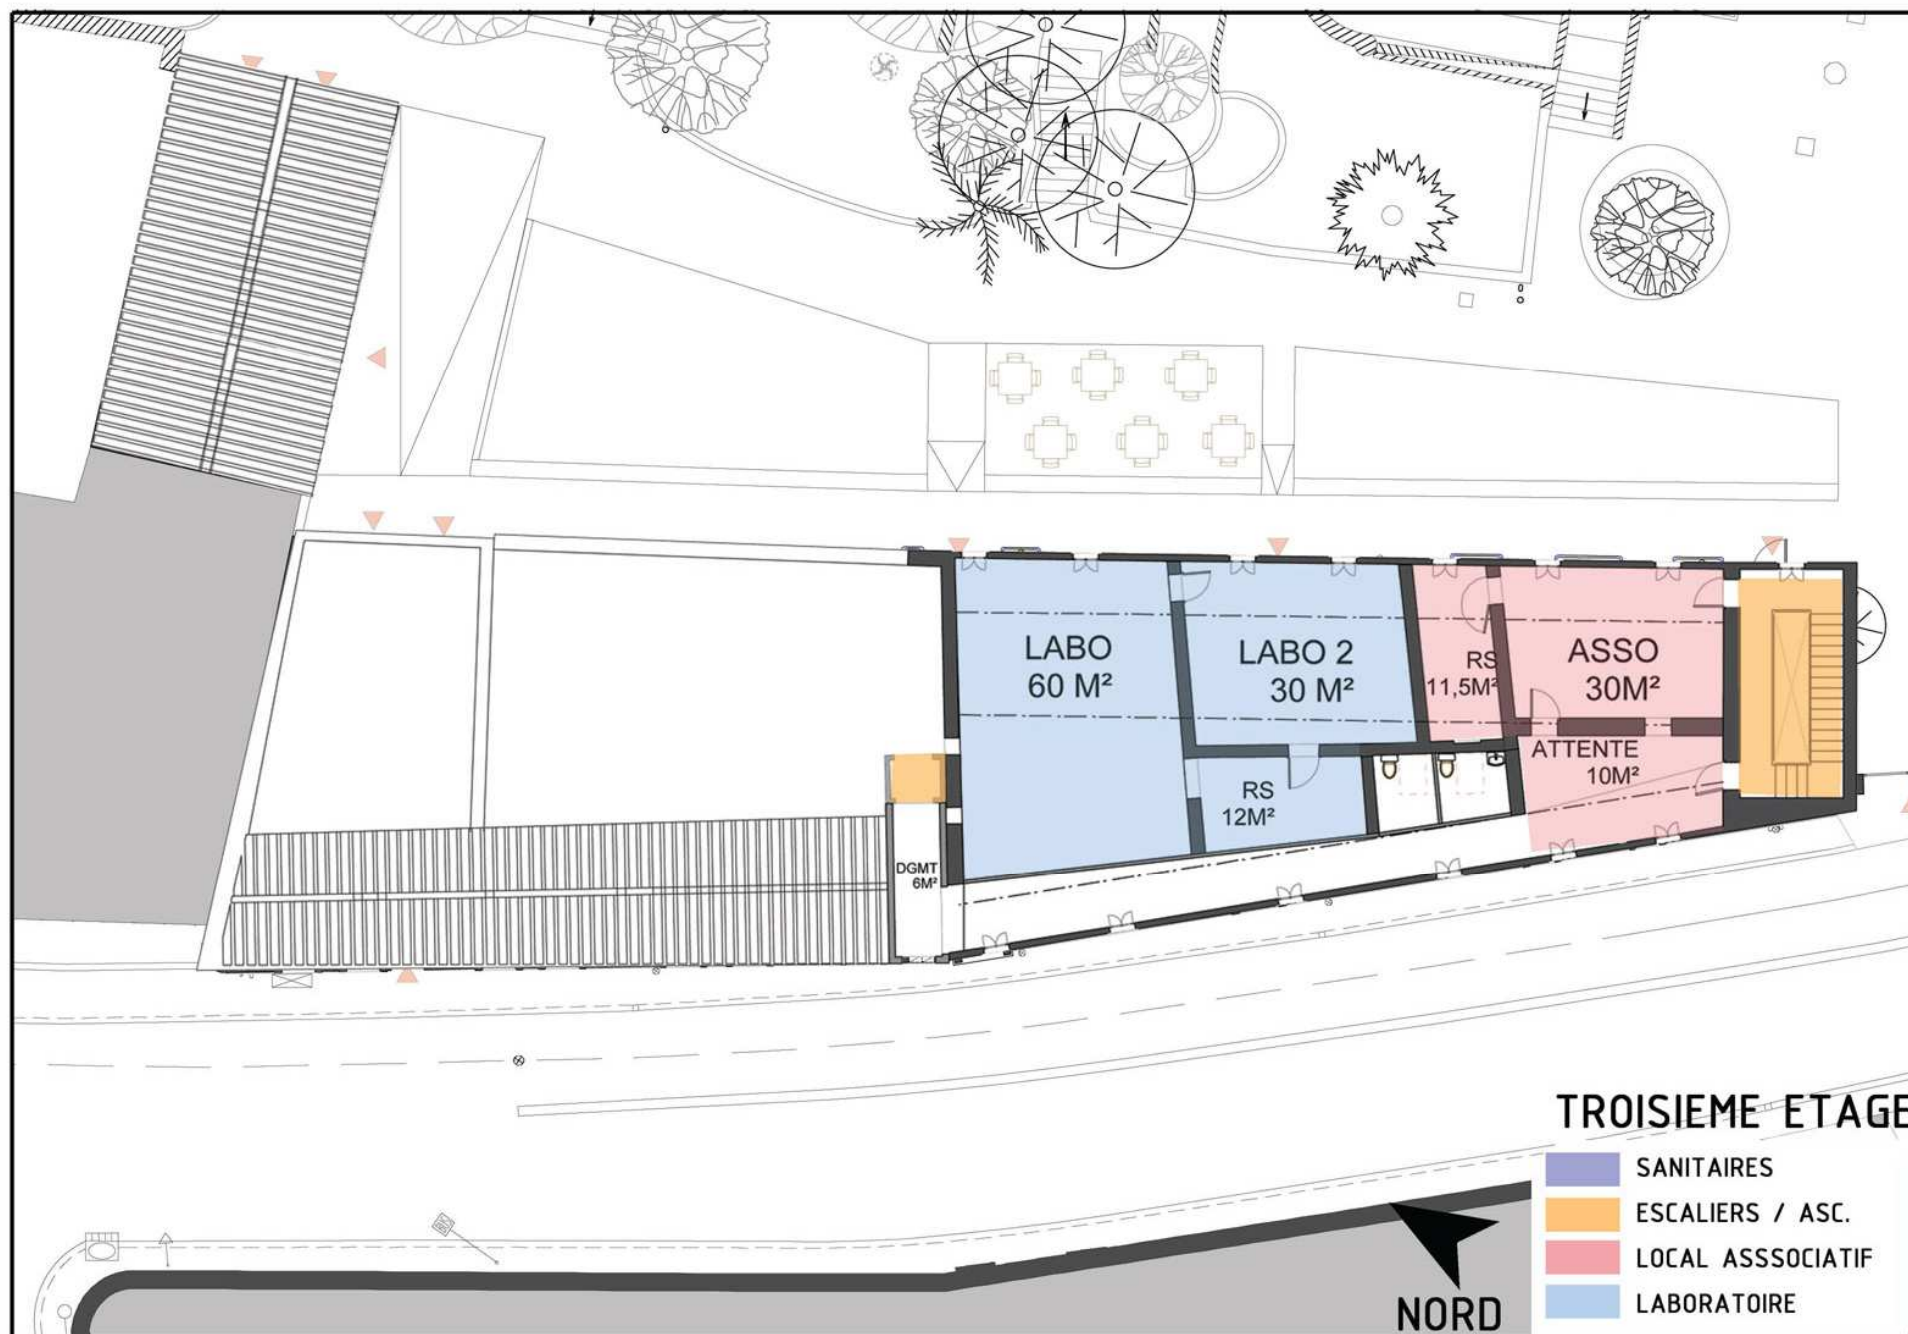 LABO
60 M²
LABO 2
30 M²
RS
11,5M²
ASSO
30M²
ATTENTE
10M²
RS
12M²
DGMT
6M²
TROISIEME ETAGE
SANITAIRES
ESCALIERS / ASC.
LOCAL ASSSOCIATIF
LABORATOIRE
NORD